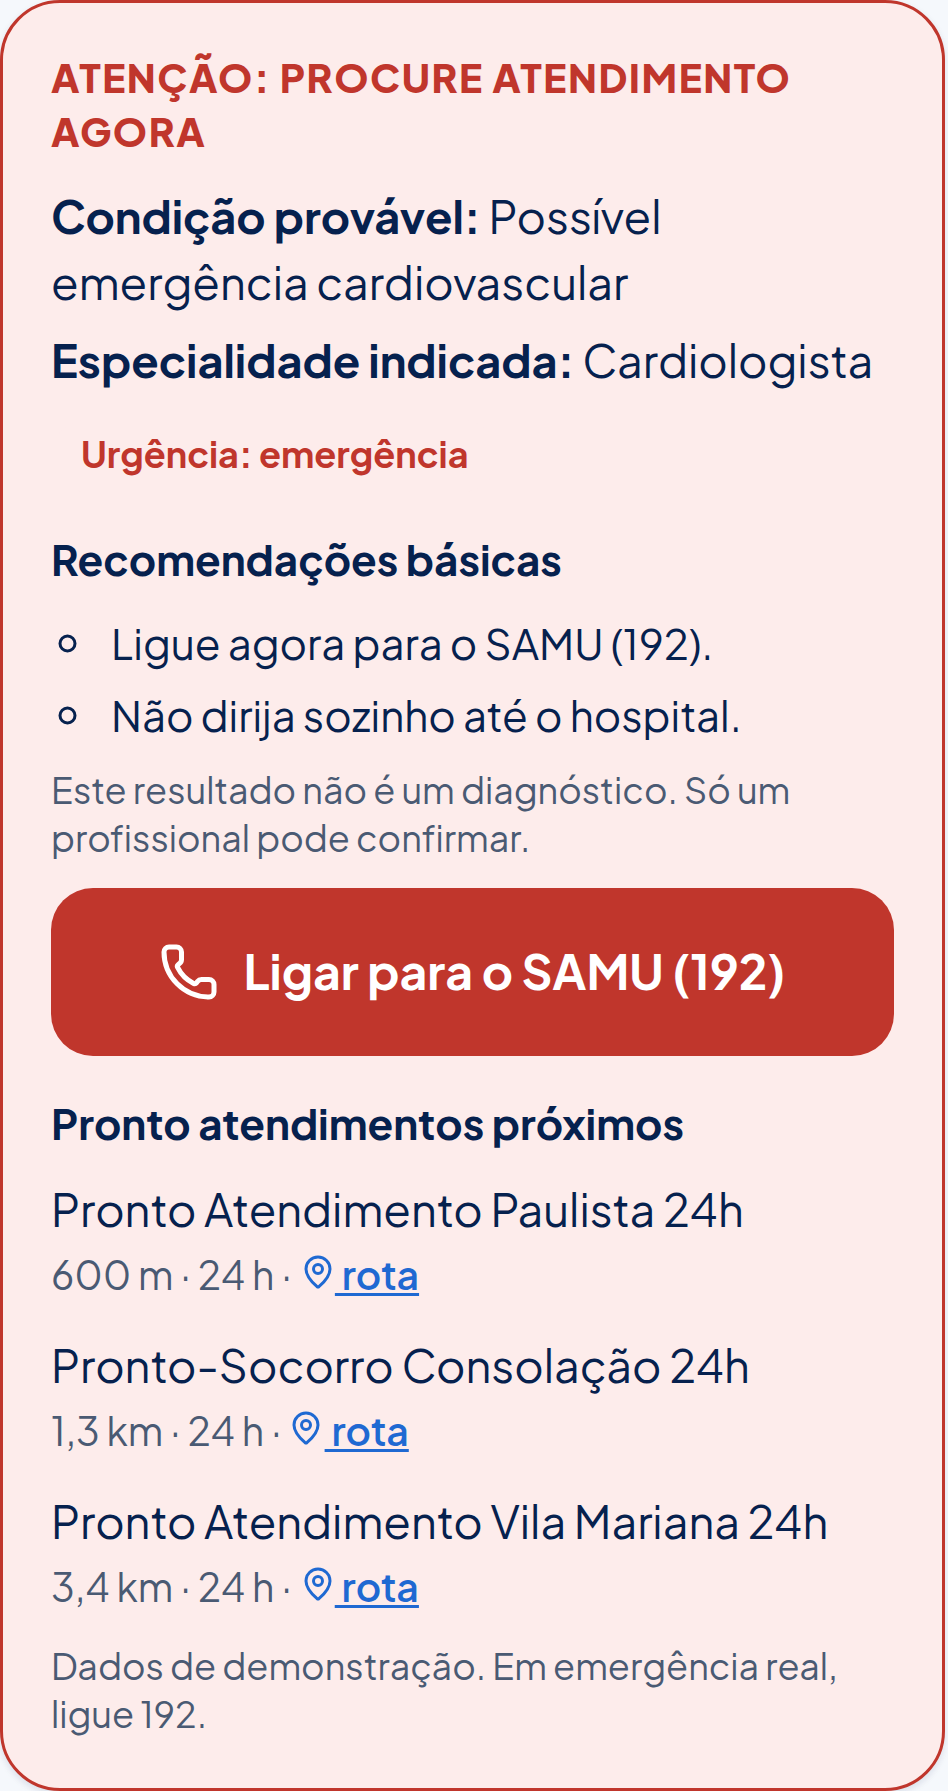 ATENÇÃO: PROCURE ATENDIMENTO
AGORA
Condição provável: Possível
emergência cardiovascular
Especialidade indicada: Cardiologista
Urgência: emergência
Recomendações básicas
Ligue agora para o SAMU (192).
Não dirija sozinho até o hospital.
Este resultado não é um diagnóstico. Só um
profissional pode confirmar.
Ligar para o SAMU (192)
Pronto atendimentos próximos
Pronto Atendimento Paulista 24h
600 m · 24 h · rota
Pronto-Socorro Consolação 24h
1,3 km · 24 h · rota
Pronto Atendimento Vila Mariana 24h
3,4 km · 24 h · rota
Dados de demonstração. Em emergência real,
ligue 192.